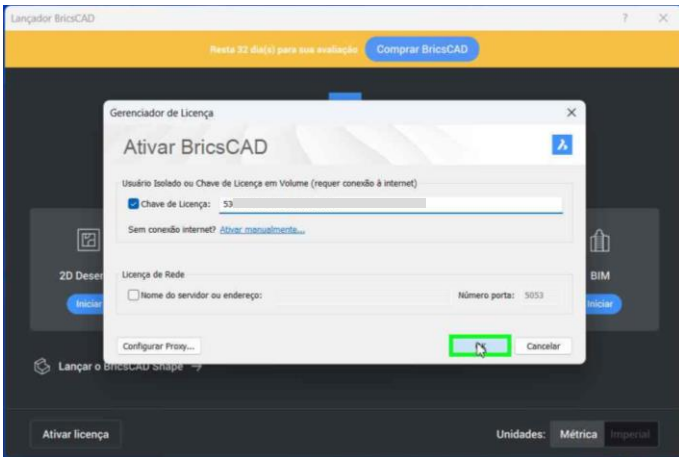 Lançador BricsCAD ? ×
Resta 32 dia(s) para sua avaliação Comprar BricsCAD
Gerenciador de Licença ×
Ativar BricsCAD
Usuário Isolado ou Chave de Licença em Volume (requer conexão à internet)
Chave de Licença: 53
Sem conexão internet? Ativar manualmente...
Licença de Rede
Nome do servidor ou endereço: Número porta: 5053
Configurar Proxy... Cancelar
2D Desen BIM
Iniciar Iniciar
Lançar o BricsCAD Shape →
Ativar licença Unidades: Métrica Imperial